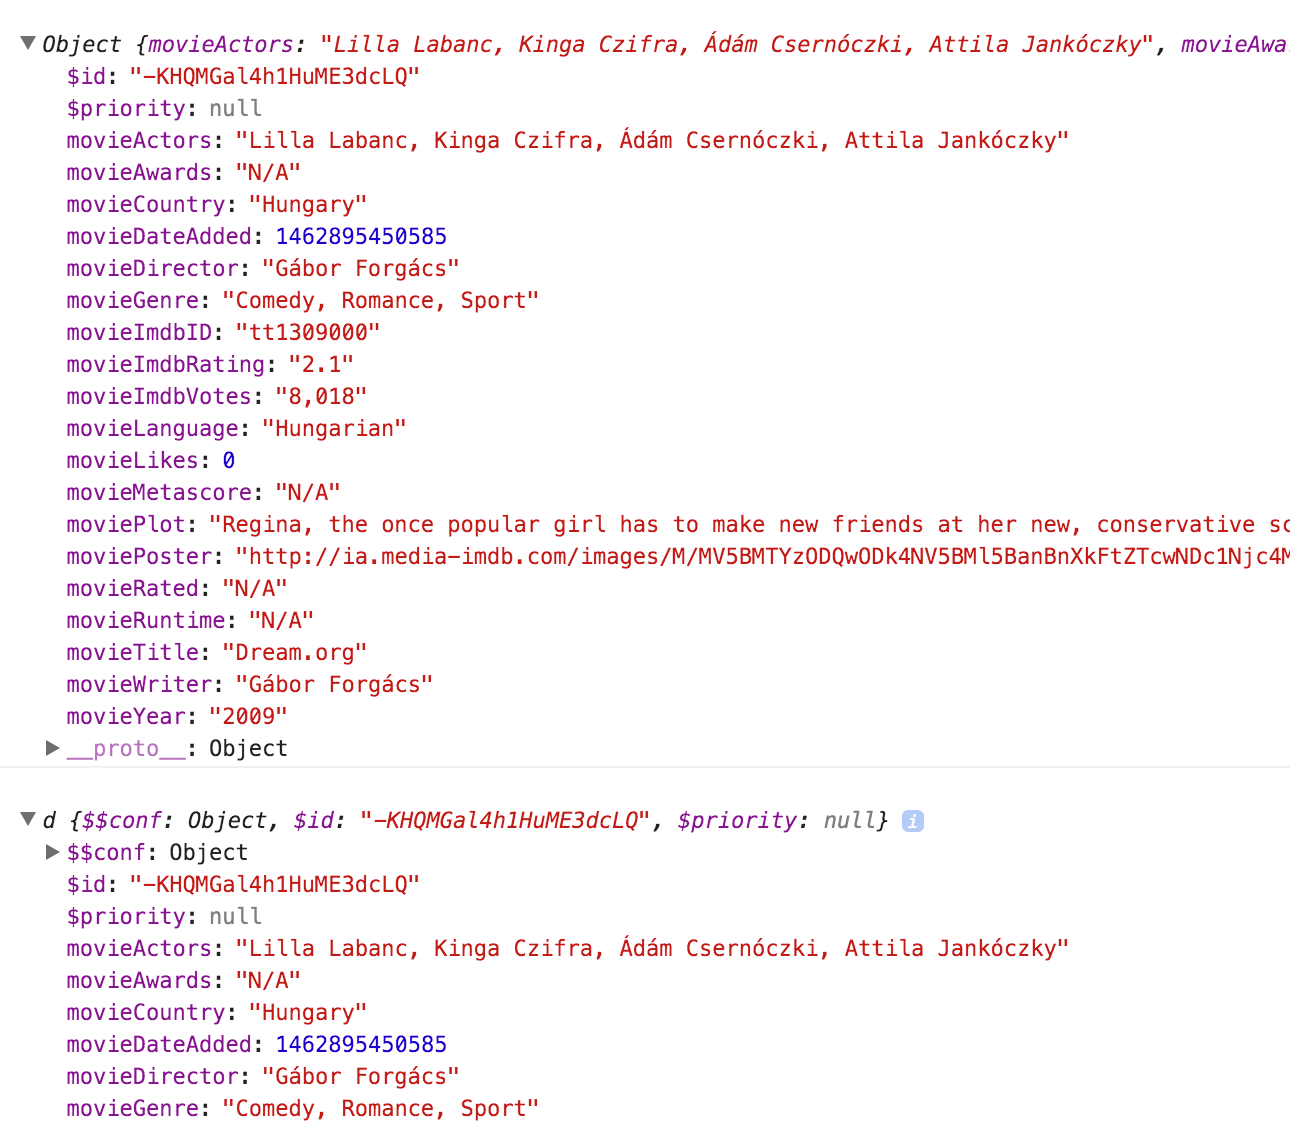 Object {movieActors: "Lilla Labanc, Kinga Czifra, Ádám Csernóczki, Attila Jankóczky", movieAwa
$id: "-KHQMGal4h1HuME3dcLQ"
$priority: null
movieActors: "Lilla Labanc, Kinga Czifra, Ádám Csernóczki, Attila Jankóczky"
movieAwards: "N/A"
movieCountry: "Hungary"
movieDateAdded: 1462895450585
movieDirector: "Gábor Forgács"
movieGenre: "Comedy, Romance, Sport"
movieImdbID: "tt1309000"
movieImdbRating: "2.1"
movieImdbVotes: "8,018"
movieLanguage: "Hungarian"
movieLikes: 0
movieMetascore: "N/A"
moviePlot: "Regina, the once popular girl has to make new friends at her new, conservative sc
moviePoster: "http://ia.media-imdb.com/images/M/MV5BMTYzODQwODk4NV5BMl5BanBnXkFtZTcwNDc1Njc4M
movieRated: "N/A"
movieRuntime: "N/A"
movieTitle: "Dream.org"
movieWriter: "Gábor Forgács"
movieYear: "2009"
__proto__: Object
d {$$conf: Object, $id: "-KHQMGal4h1HuME3dcLQ", $priority: null} i
$$conf: Object
$id: "-KHQMGal4h1HuME3dcLQ"
$priority: null
movieActors: "Lilla Labanc, Kinga Czifra, Ádám Csernóczki, Attila Jankóczky"
movieAwards: "N/A"
movieCountry: "Hungary"
movieDateAdded: 1462895450585
movieDirector: "Gábor Forgács"
movieGenre: "Comedy, Romance, Sport"